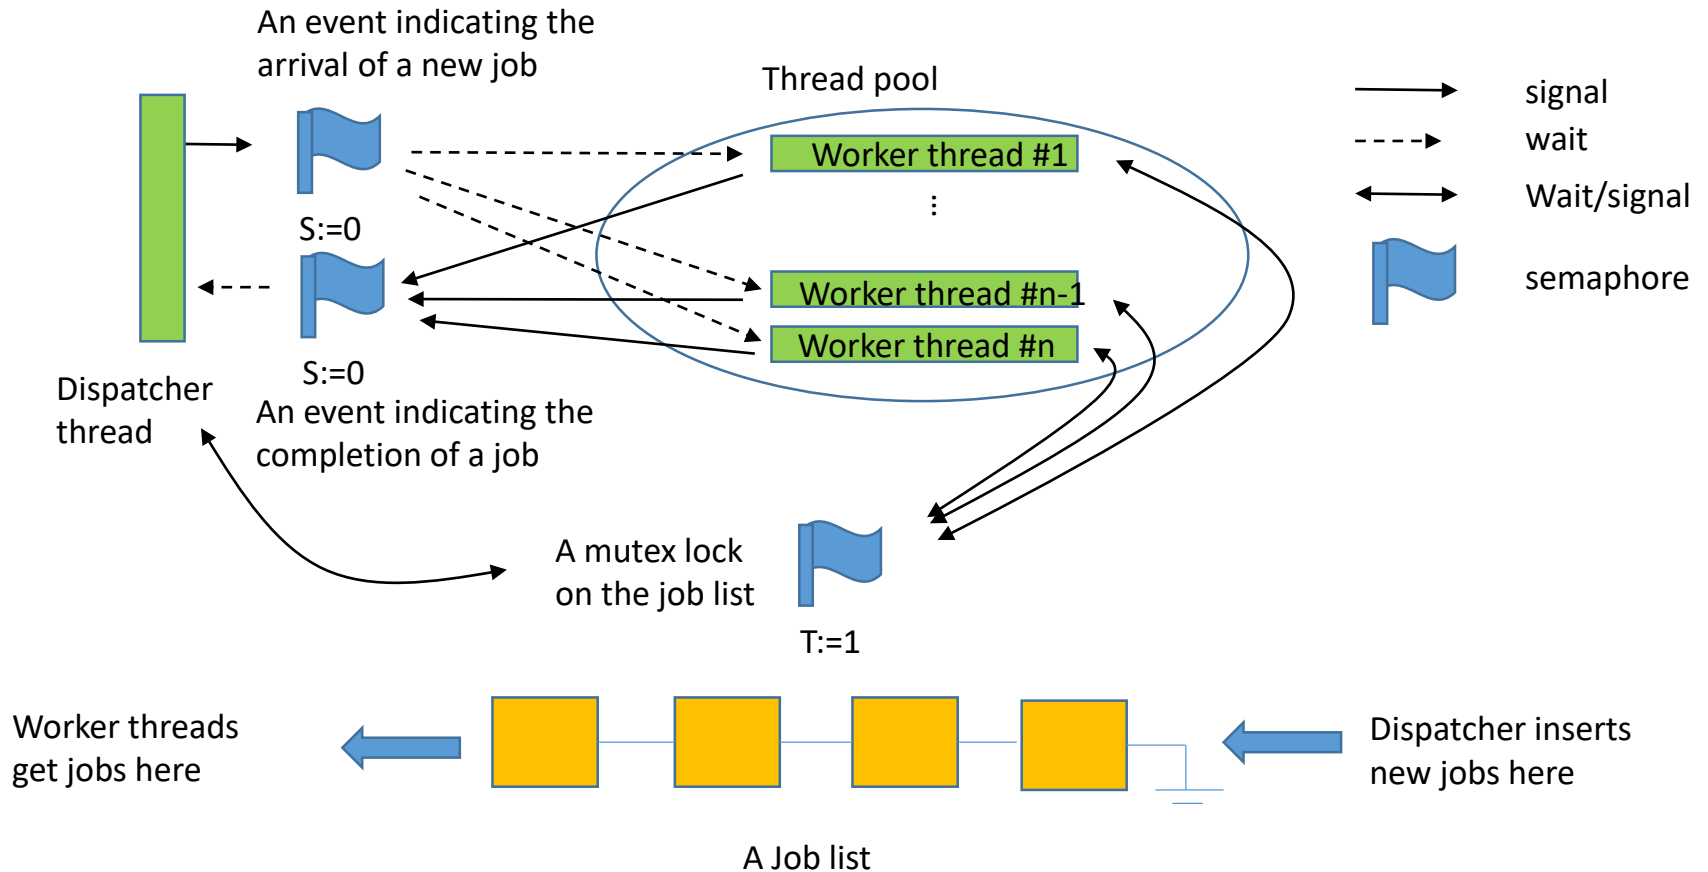 An event indicating the
arrival of a new job
Thread pool
signal
wait
Wait/signal
semaphore
Worker thread #1
...
Worker thread #n-1
Worker thread #n
S:=0
S:=0
Dispatcher
thread
An event indicating the
completion of a job
A mutex lock
on the job list
T:=1
Worker threads
get jobs here
Dispatcher inserts
new jobs here
A Job list